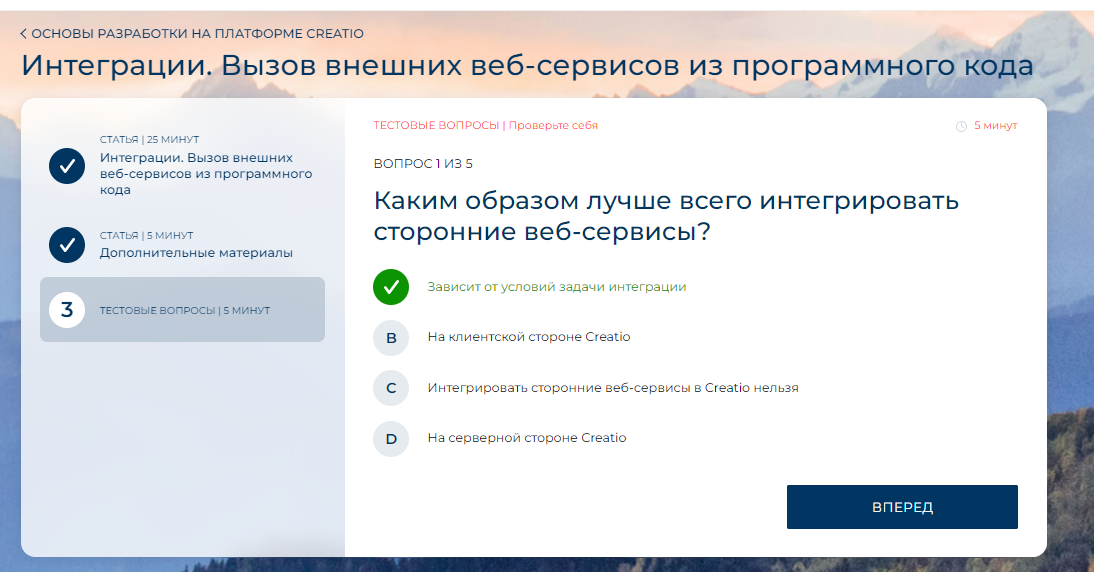 ОСНОВЫ РАЗРАБОТКИ НА ПЛАТФОРМЕ CREATIO
Интеграции. Вызов внешних веб-сервисов из программного кода
СТАТЬЯ | 25 МИНУТ
Интеграции. Вызов внешних
веб-сервисов из программного
кода
СТАТЬЯ | 5 МИНУТ
Дополнительные материалы
3
ТЕСТОВЫЕ ВОПРОСЫ | 5 МИНУТ
ТЕСТОВЫЕ ВОПРОСЫ | Проверьте себя
5 минут
ВОПРОС 1 ИЗ 5
Каким образом лучше всего интегрировать
сторонние веб-сервисы?
Зависит от условий задачи интеграции
B На клиентской стороне Creatio
C Интегрировать сторонние веб-сервисы в Creatio нельзя
D На серверной стороне Creatio
ВПЕРЕД